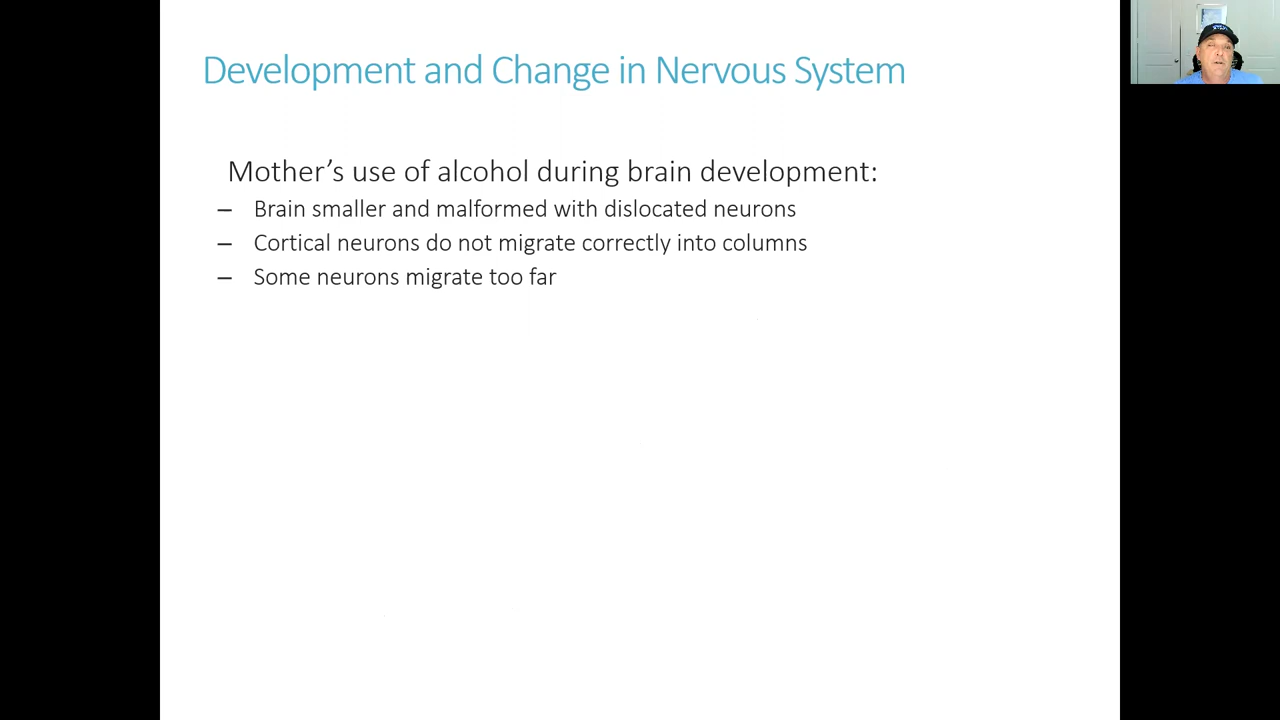 Development and Change in Nervous System
Mother’s use of alcohol during brain development:
– Brain smaller and malformed with dislocated neurons
– Cortical neurons do not migrate correctly into columns
– Some neurons migrate too far